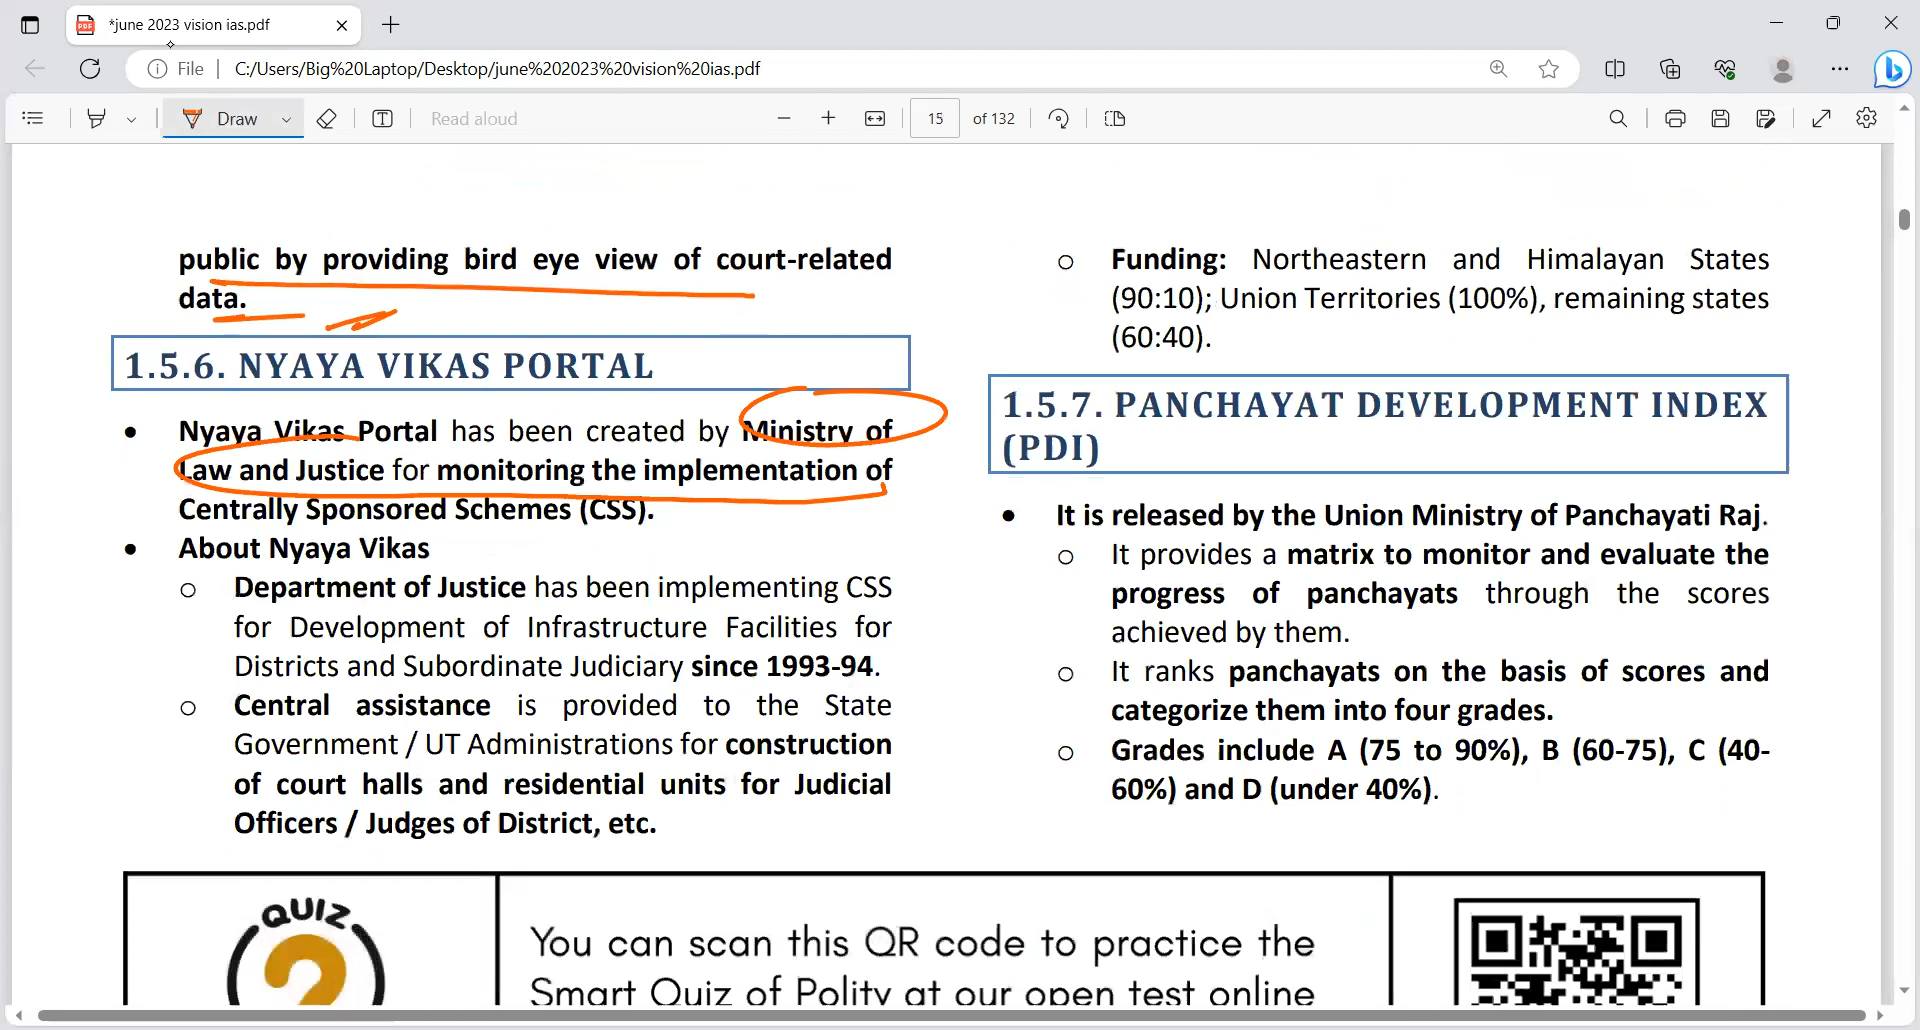 *june 2023 vision ias.pdf
File
C:/Users/Big%20Laptop/Desktop/june%202023%20vision%20ias.pdf
Draw
Read aloud
15
of 132
public by providing bird eye view of court-related
data.
1.5.6. NYAYA VIKAS PORTAL
• Nyaya Vikas Portal has been created by Ministry of
Law and Justice for monitoring the implementation of
Centrally Sponsored Schemes (CSS).
• About Nyaya Vikas
o Department of Justice has been implementing CSS
for Development of Infrastructure Facilities for
Districts and Subordinate Judiciary since 1993-94.
o Central assistance is provided to the State
Government / UT Administrations for construction
of court halls and residential units for Judicial
Officers / Judges of District, etc.
o Funding: Northeastern and Himalayan States
(90:10); Union Territories (100%), remaining states
(60:40).
1.5.7. PANCHAYAT DEVELOPMENT INDEX
(PDI)
• It is released by the Union Ministry of Panchayati Raj.
o It provides a matrix to monitor and evaluate the
progress of panchayats through the scores
achieved by them.
o It ranks panchayats on the basis of scores and
categorize them into four grades.
o Grades include A (75 to 90%), B (60-75), C (40-
60%) and D (under 40%).
QUIZ
You can scan this QR code to practice the
Smart Quiz of Polity at our open test online